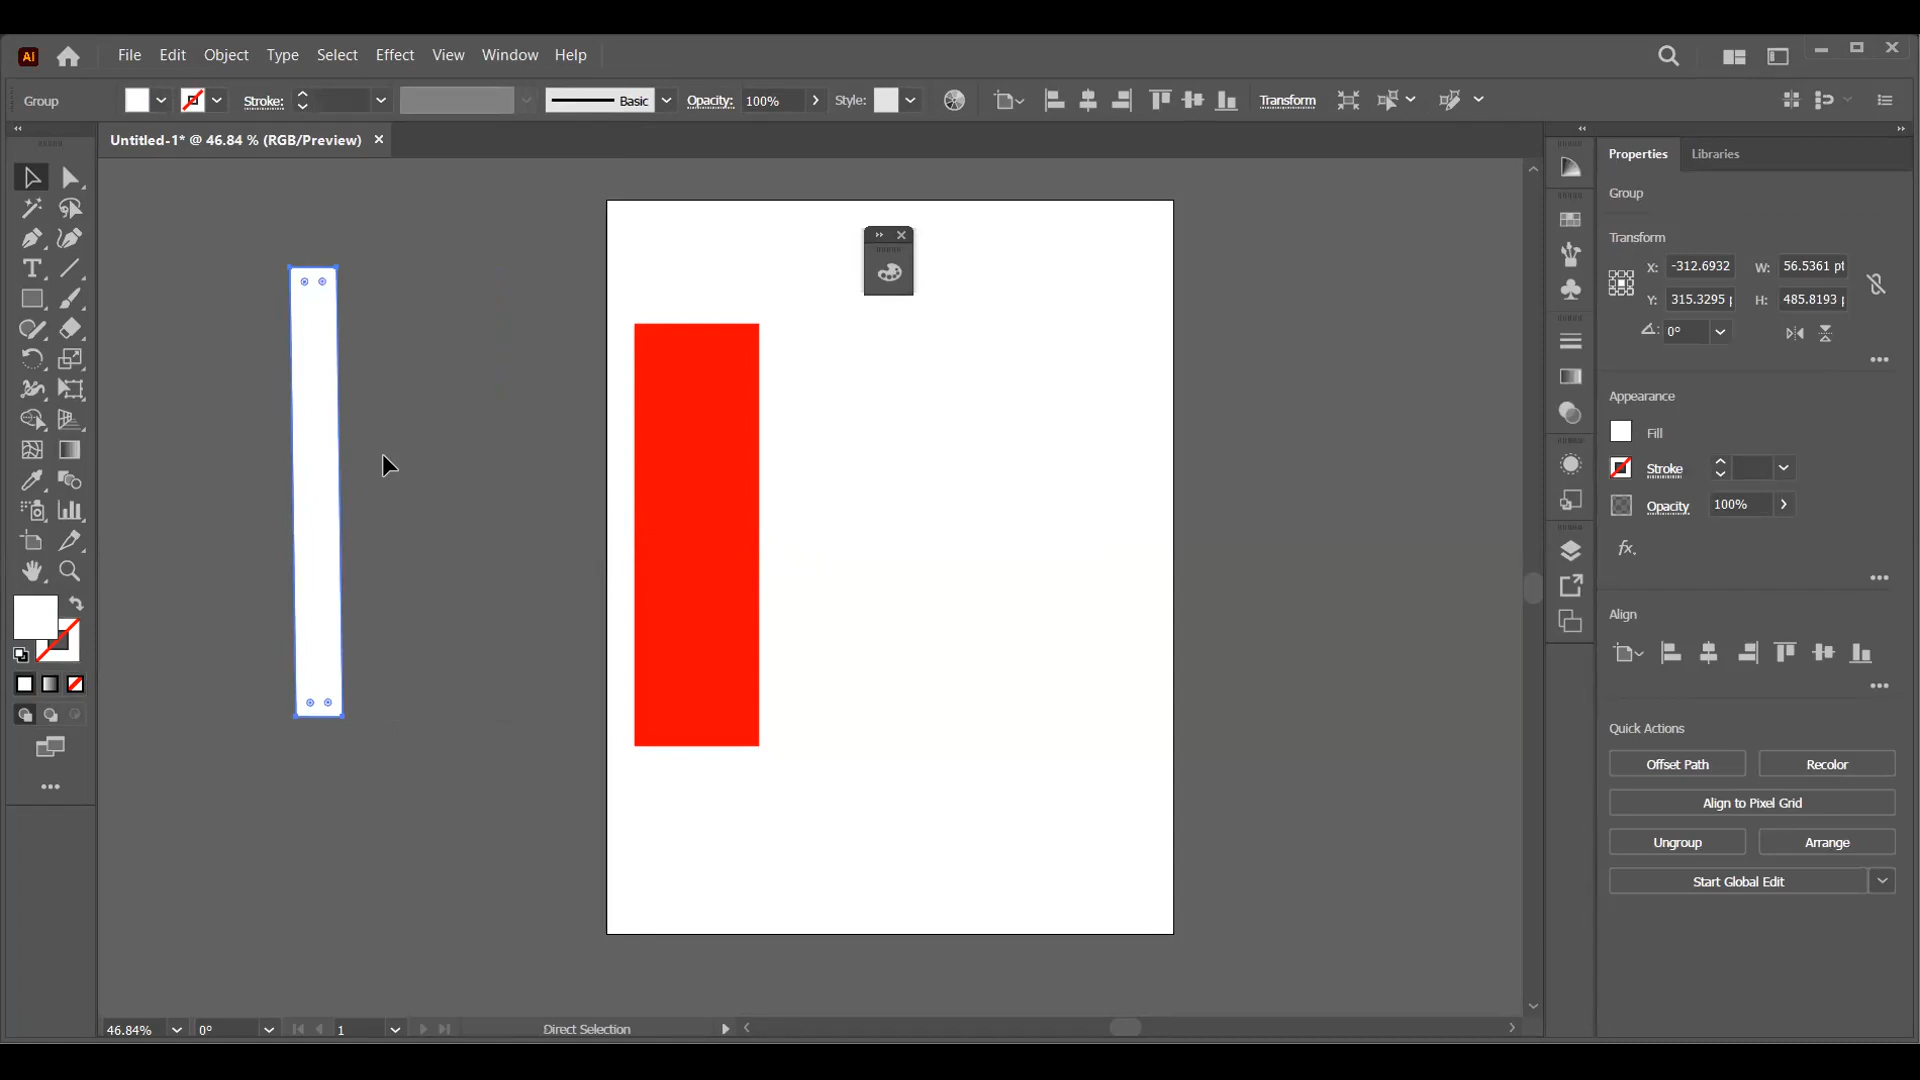 Ai File Edit Object Type Select Effect View Window Help
Group Stroke: Basic Opacity: 100% Style: Transform
Untitled-1* @ 46.84 % (RGB/Preview) ×
Properties Libraries
Group
Transform
X: -312.6932 W: 56.5361 pt
Y: 315.3295 H: 485.8193
0°
Appearance
Fill
Stroke
Opacity 100%
fx.
Align
Quick Actions
Offset Path Recolor
Align to Pixel Grid
Ungroup Arrange
Start Global Edit
46.84% 0° 1 Direct Selection